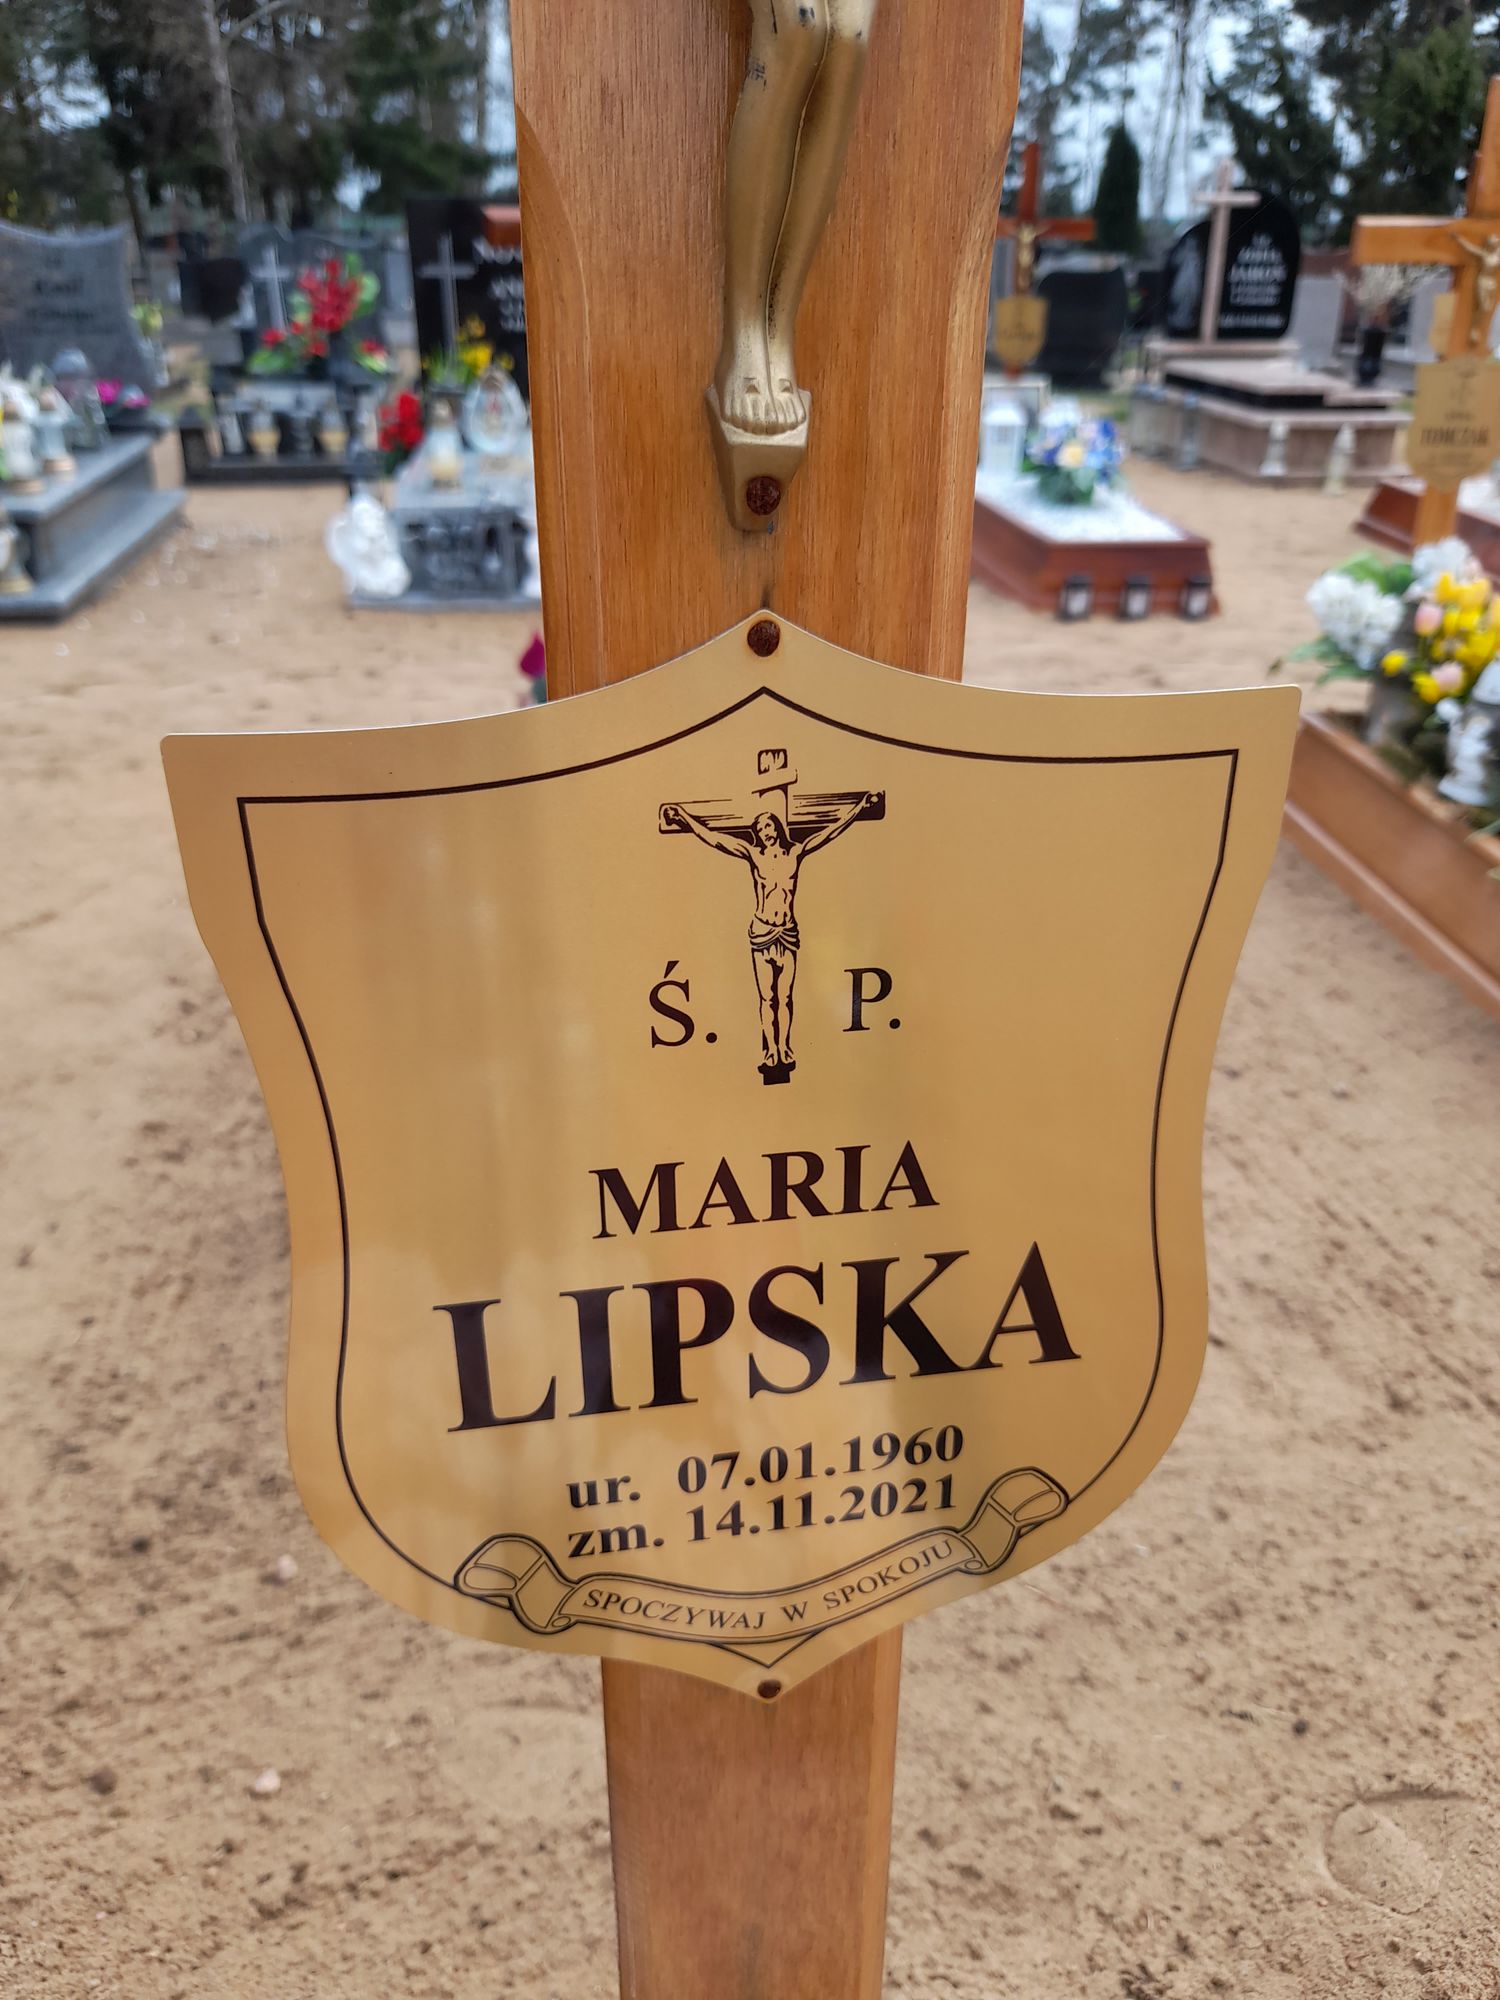 Ś. P.
MARIA
LIPSKA
ur. 07.01.1960
zm. 14.11.2021
SPOCZYWAJ W SPOKOJU